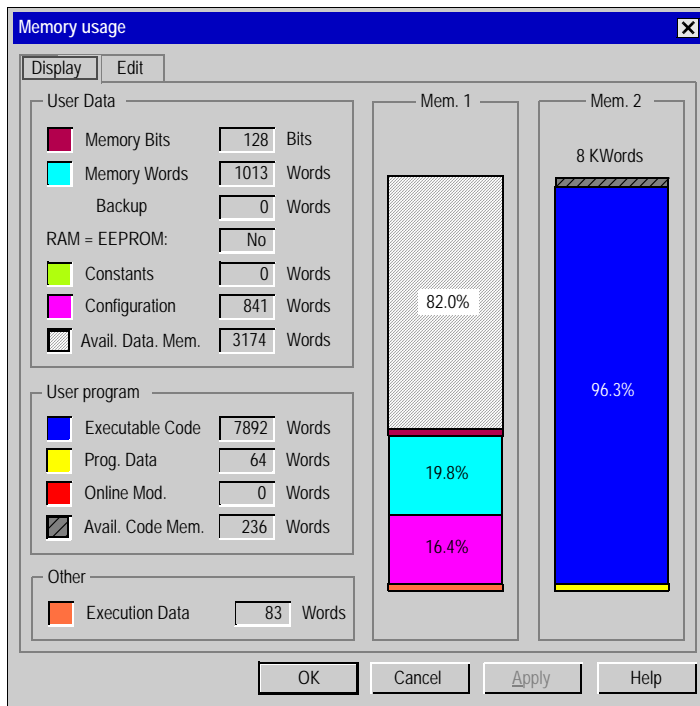 Memory usage
Display Edit
User Data
Memory Bits 128 Bits
Memory Words 1013 Words
Backup 0 Words
RAM = EEPROM: No
Constants 0 Words
Configuration 841 Words
Avail. Data. Mem. 3174 Words
User program
Executable Code 7892 Words
Prog. Data 64 Words
Online Mod. 0 Words
Avail. Code Mem. 236 Words
Other
Execution Data 83 Words
Mem. 1
82.0%
19.8%
16.4%
Mem. 2
8 KWords
96.3%
OK Cancel Apply Help